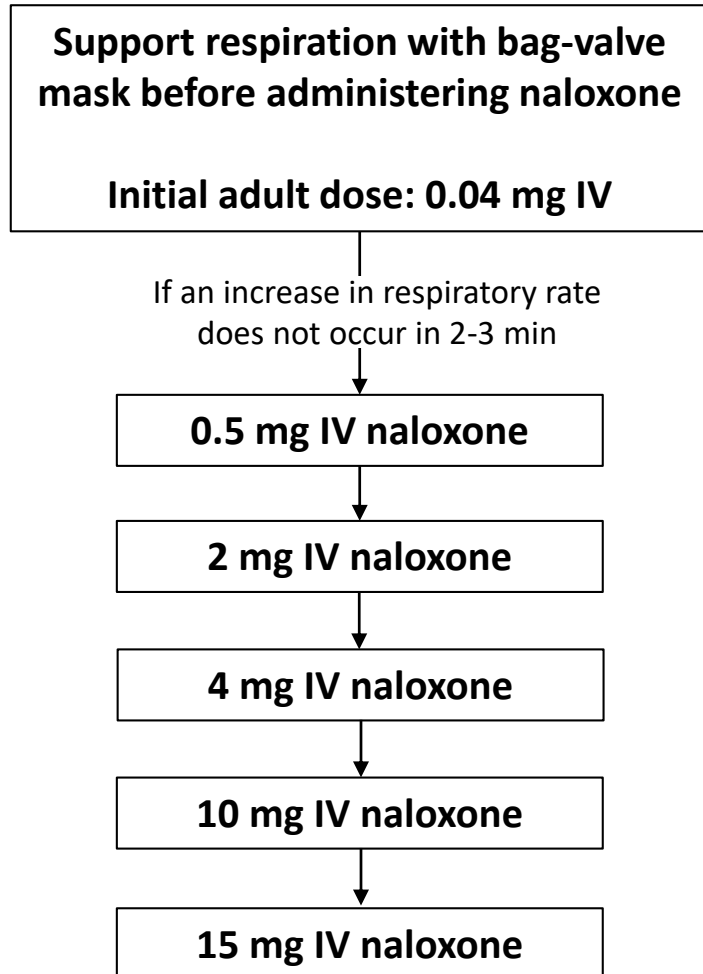 Support respiration with bag-valve
mask before administering naloxone
Initial adult dose: 0.04 mg IV
If an increase in respiratory rate
does not occur in 2-3 min
0.5 mg IV naloxone
2 mg IV naloxone
4 mg IV naloxone
10 mg IV naloxone
15 mg IV naloxone